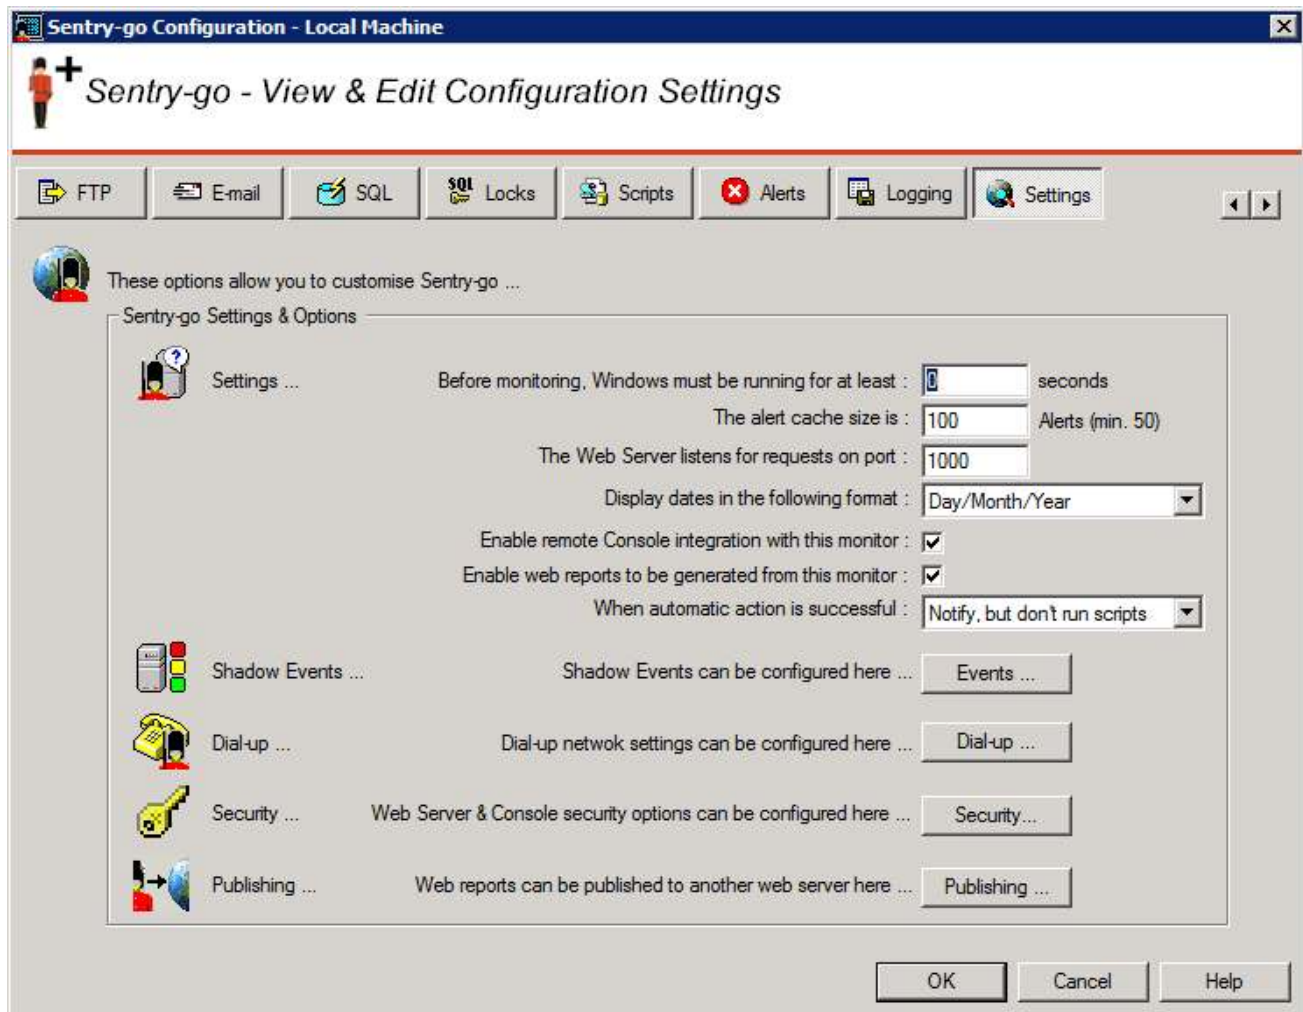 Sentry-go Configuration - Local Machine
Sentry-go - View & Edit Configuration Settings
FTP E-mail SQL SQL Locks Scripts Alerts Logging Settings
These options allow you to customise Sentry-go ...
Sentry-go Settings & Options
Settings ... Before monitoring, Windows must be running for at least : 0 seconds
The alert cache size is : 100 Alerts (min. 50)
The Web Server listens for requests on port : 1000
Display dates in the following format : Day/Month/Year
Enable remote Console integration with this monitor :
Enable web reports to be generated from this monitor :
When automatic action is successful : Notify, but don't run scripts
Shadow Events ... Shadow Events can be configured here ... Events ...
Dial-up ... Dial-up netwok settings can be configured here ... Dial-up ...
Security ... Web Server & Console security options can be configured here ... Security...
Publishing ... Web reports can be published to another web server here ... Publishing ...
OK Cancel Help